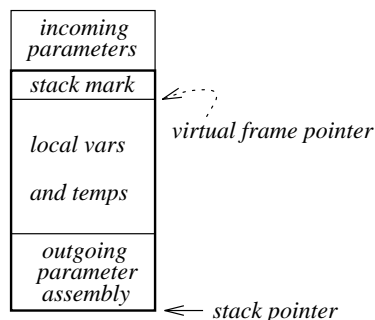 incoming
parameters
stack mark
virtual frame pointer
local vars
and temps
outgoing
parameter
assembly
stack pointer